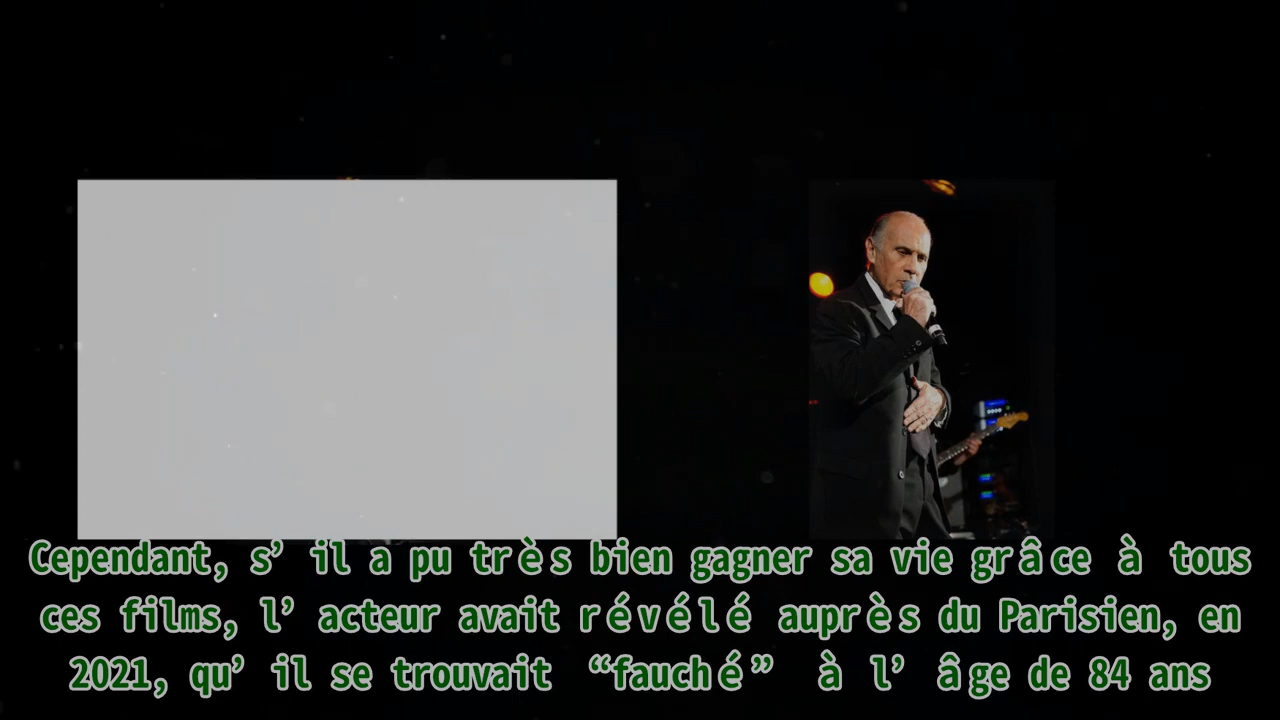 Cependant, s’ il a pu très bien gagner sa vie grâce à tous
ces films, l’ acteur avait révélé auprès du Parisien, en
2021, qu’ il se trouvait “fauché” à l’ âge de 84 ans